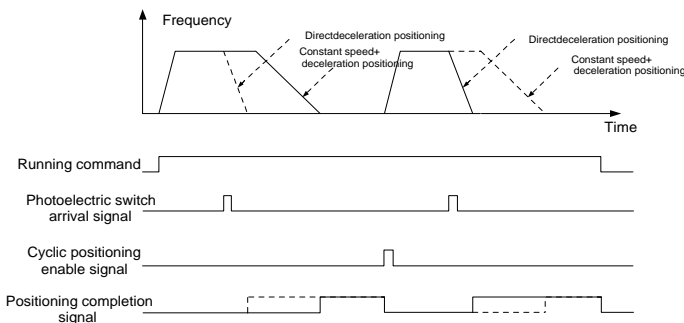 Frequency
Directdeceleration positioning
Constant speed+
deceleration positioning
Directdeceleration positioning
Constant speed+
deceleration positioning
Time
Running command
Photoelectric switch
arrival signal
Cyclic positioning
enable signal
Positioning completion
signal